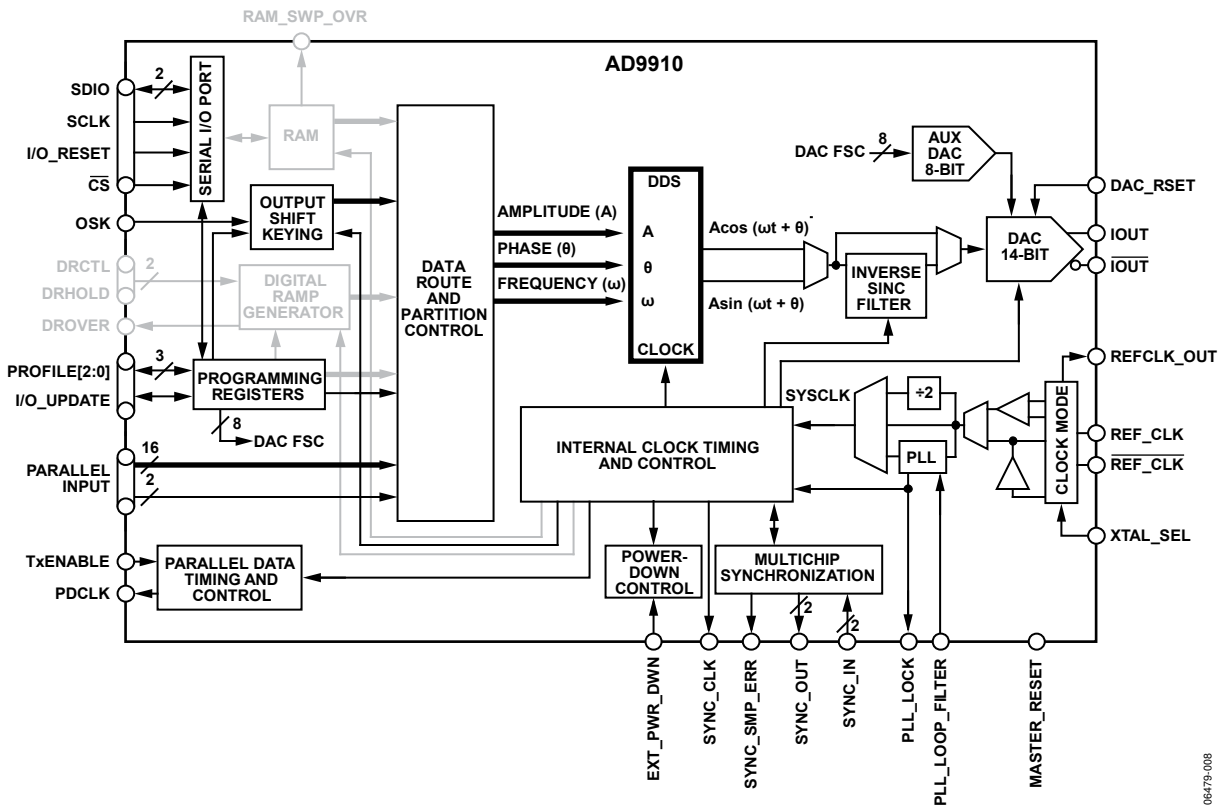 RAM_SWP_OVR
AD9910
SDIO
2
SCLK
I/O_RESET
CS
OSK
DRCTL
2
DRHOLD
DROVER
PROFILE[2:0]
3
I/O_UPDATE
PARALLEL
INPUT
16
2
TxENABLE
PDCLK
SERIAL I/O PORT
RAM
OUTPUT
SHIFT
KEYING
DIGITAL
RAMP
GENERATOR
PROGRAMMING
REGISTERS
8
DAC FSC
PARALLEL DATA
TIMING AND
CONTROL
DATA
ROUTE
AND
PARTITION
CONTROL
AMPLITUDE (A)
PHASE (θ)
FREQUENCY (ω)
DDS
A
θ
ω
CLOCK
Acos (ωt + θ)
Asin (ωt + θ)
INVERSE
SINC
FILTER
DAC FSC
8
AUX
DAC
8-BIT
DAC
14-BIT
DAC_RSET
IOUT
IOUT
REFCLK_OUT
REF_CLK
REF_CLK
XTAL_SEL
CLOCK MODE
SYSCLK
÷2
PLL
INTERNAL CLOCK TIMING
AND CONTROL
POWER-
DOWN
CONTROL
MULTICHIP
SYNCHRONIZATION
2
2
EXT_PWR_DWN
SYNC_CLK
SYNC_SMP_ERR
SYNC_OUT
SYNC_IN
PLL_LOCK
PLL_LOOP_FILTER
MASTER_RESET
06479-008